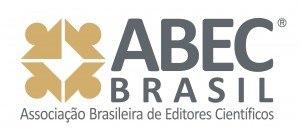 ABEC®
BRASIL
Associação Brasileira de Editores Científicos